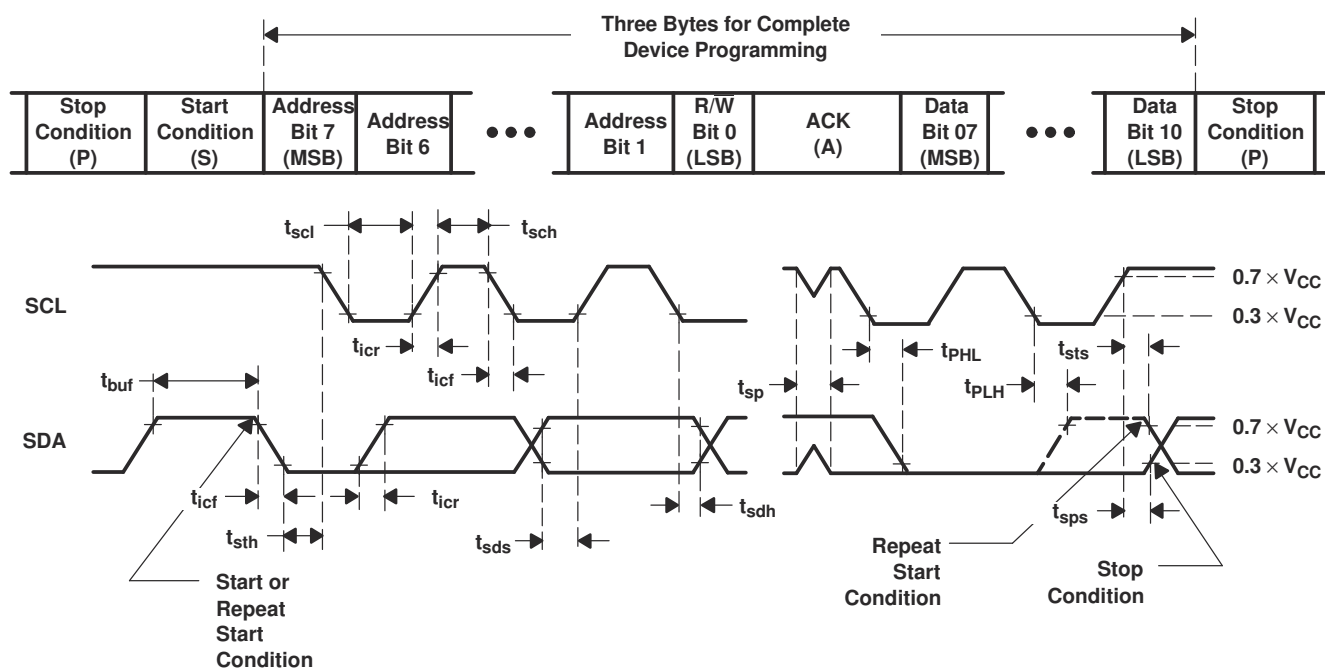 Three Bytes for Complete
Device Programming
Stop
Condition
(P)
Start
Condition
(S)
Address
Bit 7
(MSB)
Address
Bit 6
Address
Bit 1
R/W̅
Bit 0
(LSB)
ACK
(A)
Data
Bit 07
(MSB)
Data
Bit 10
(LSB)
Stop
Condition
(P)
tscl
tsch
SCL
0.7 × VCC
0.3 × VCC
ticr
ticf
tbuf
tPHL
tsts
tsp
tPLH
SDA
0.7 × VCC
0.3 × VCC
ticf
ticr
tsth
tsds
tsdh
tsps
Start or
Repeat
Start
Condition
Repeat
Start
Condition
Stop
Condition